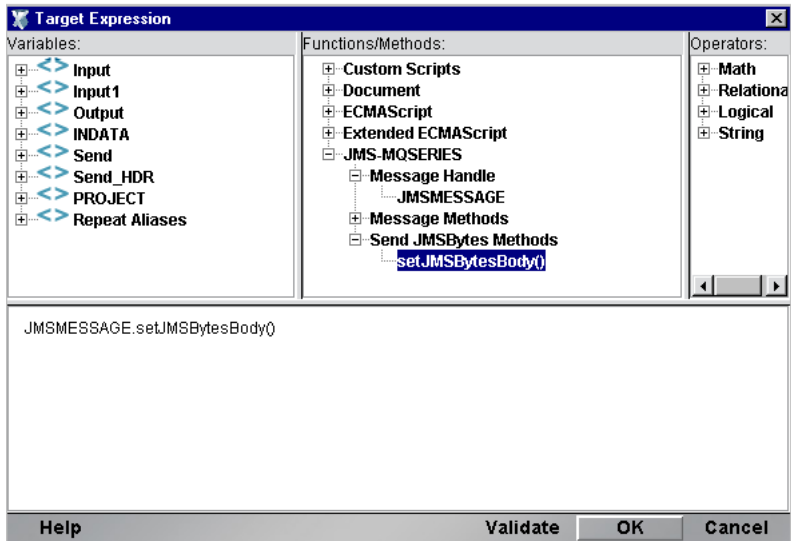 Target Expression
Variables:
Input
Input1
Output
INDATA
Send
Send_HDR
PROJECT
Repeat Aliases
Functions/Methods:
Custom Scripts
Document
ECMAScript
Extended ECMAScript
JMS-MQSERIES
Message Handle
JMSMESSAGE
Message Methods
Send JMSBytes Methods
setJMSBytesBody()
Operators:
Math
Relationa
Logical
String
JMSMESSAGE.setJMSBytesBody()
Help Validate OK Cancel